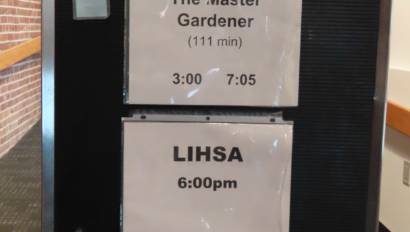 The Master
Gardener
(111 min)
3:00 7:05
LIHSA
6:00pm